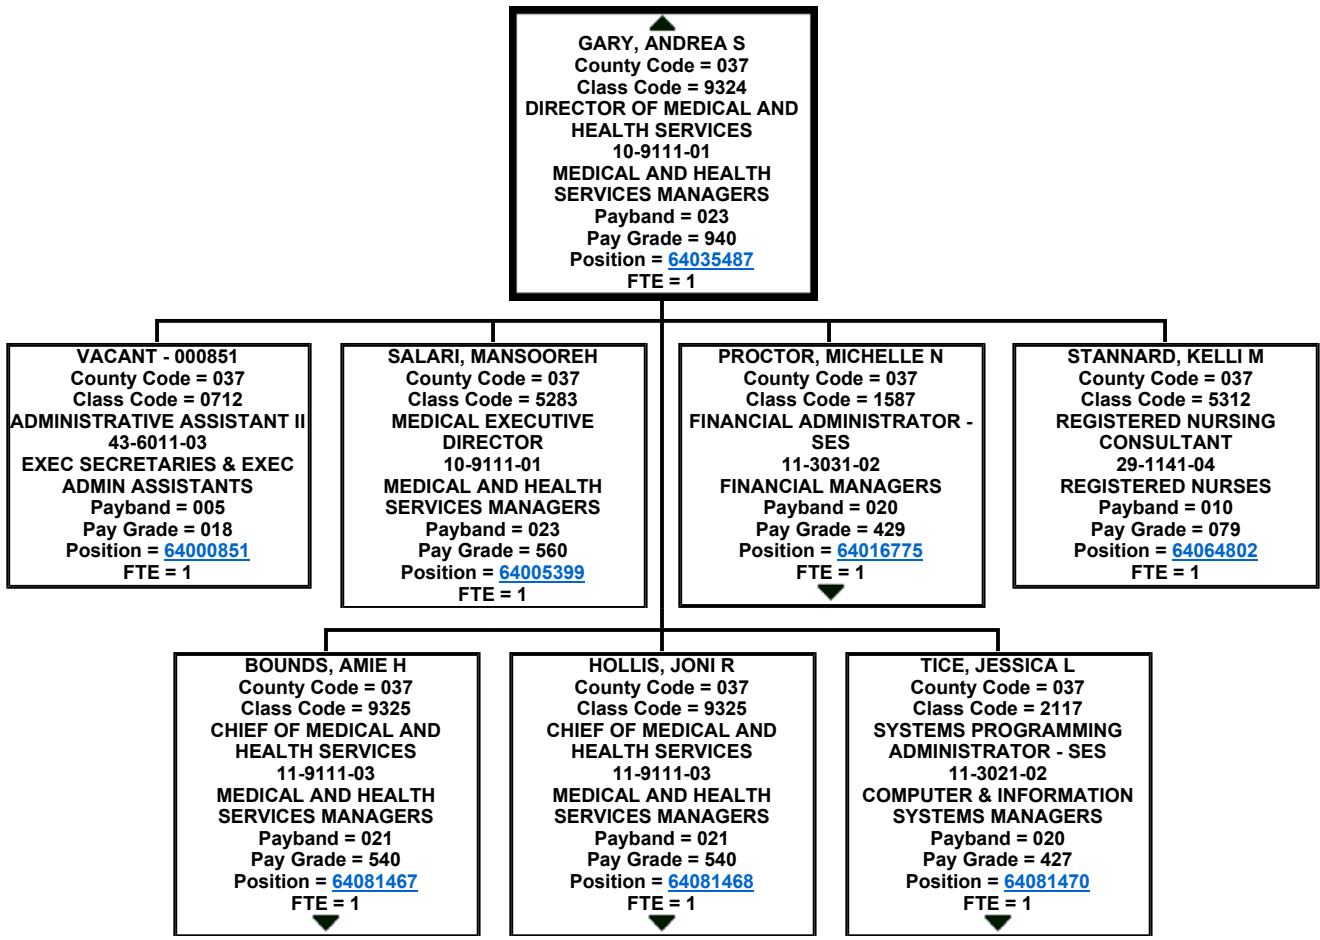 GARY, ANDREA S
County Code = 037
Class Code = 9324
DIRECTOR OF MEDICAL AND
HEALTH SERVICES
10-9111-01
MEDICAL AND HEALTH
SERVICES MANAGERS
Payband = 023
Pay Grade = 940
Position = 64035487
FTE = 1
VACANT - 000851
County Code = 037
Class Code = 0712
ADMINISTRATIVE ASSISTANT II
43-6011-03
EXEC SECRETARIES & EXEC
ADMIN ASSISTANTS
Payband = 005
Pay Grade = 018
Position = 64000851
FTE = 1
SALARI, MANSOOREH
County Code = 037
Class Code = 5283
MEDICAL EXECUTIVE
DIRECTOR
10-9111-01
MEDICAL AND HEALTH
SERVICES MANAGERS
Payband = 023
Pay Grade = 560
Position = 64005399
FTE = 1
PROCTOR, MICHELLE N
County Code = 037
Class Code = 1587
FINANCIAL ADMINISTRATOR -
SES
11-3031-02
FINANCIAL MANAGERS
Payband = 020
Pay Grade = 429
Position = 64016775
FTE = 1
STANNARD, KELLI M
County Code = 037
Class Code = 5312
REGISTERED NURSING
CONSULTANT
29-1141-04
REGISTERED NURSES
Payband = 010
Pay Grade = 079
Position = 64064802
FTE = 1
BOUNDS, AMIE H
County Code = 037
Class Code = 9325
CHIEF OF MEDICAL AND
HEALTH SERVICES
11-9111-03
MEDICAL AND HEALTH
SERVICES MANAGERS
Payband = 021
Pay Grade = 540
Position = 64081467
FTE = 1
HOLLIS, JONI R
County Code = 037
Class Code = 9325
CHIEF OF MEDICAL AND
HEALTH SERVICES
11-9111-03
MEDICAL AND HEALTH
SERVICES MANAGERS
Payband = 021
Pay Grade = 540
Position = 64081468
FTE = 1
TICE, JESSICA L
County Code = 037
Class Code = 2117
SYSTEMS PROGRAMMING
ADMINISTRATOR - SES
11-3021-02
COMPUTER & INFORMATION
SYSTEMS MANAGERS
Payband = 020
Pay Grade = 427
Position = 64081470
FTE = 1